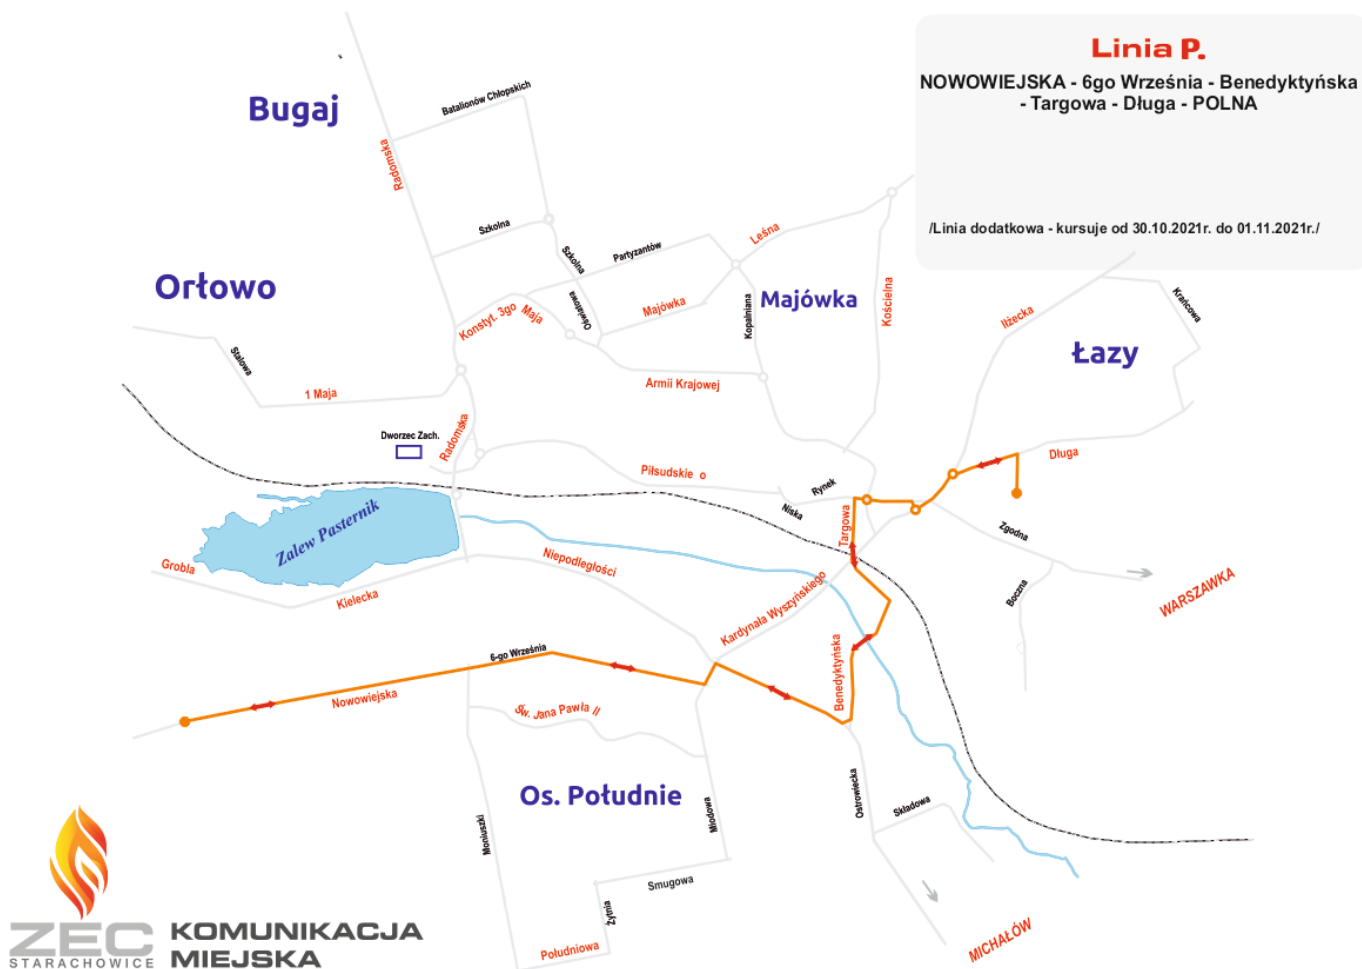 Linia P.
NOWOWIEJSKA - 6go Września - Benedyktyńska
- Targowa - Długa - POLNA
/Linia dodatkowa - kursuje od 30.10.2021r. do 01.11.2021r./
Bugaj
Batalionów Chłopskich
Radomska
Szkolna
Szkolna
Partyzantów
Leśna
Orłowo
Oświatowa
Majówka
Majówka
Kopalniana
Kościelna
Krańcowa
Konstyt. 3go Maja
Iłżecka
Łazy
Stalowa
1 Maja
Armii Krajowej
Dworzec Zach.
Radomska
Długa
Piłsudskie o
Rynek
Niska
Targowa
Zgodna
Zalew Pasternik
Grobla
Kielecka
Niepodległości
Kardynała Wyszyńskiego
Boczna
WARSZAWKA
6-go Września
Nowowiejska
Benedyktyńska
Św. Jana Pawła II
Os. Południe
Moniuszki
Miodowa
Ostrowiecka
Składowa
Smugowa
Żytnia
Południowa
MICHAŁÓW
ZEC
STARACHOWICE
KOMUNIKACJA
MIEJSKA